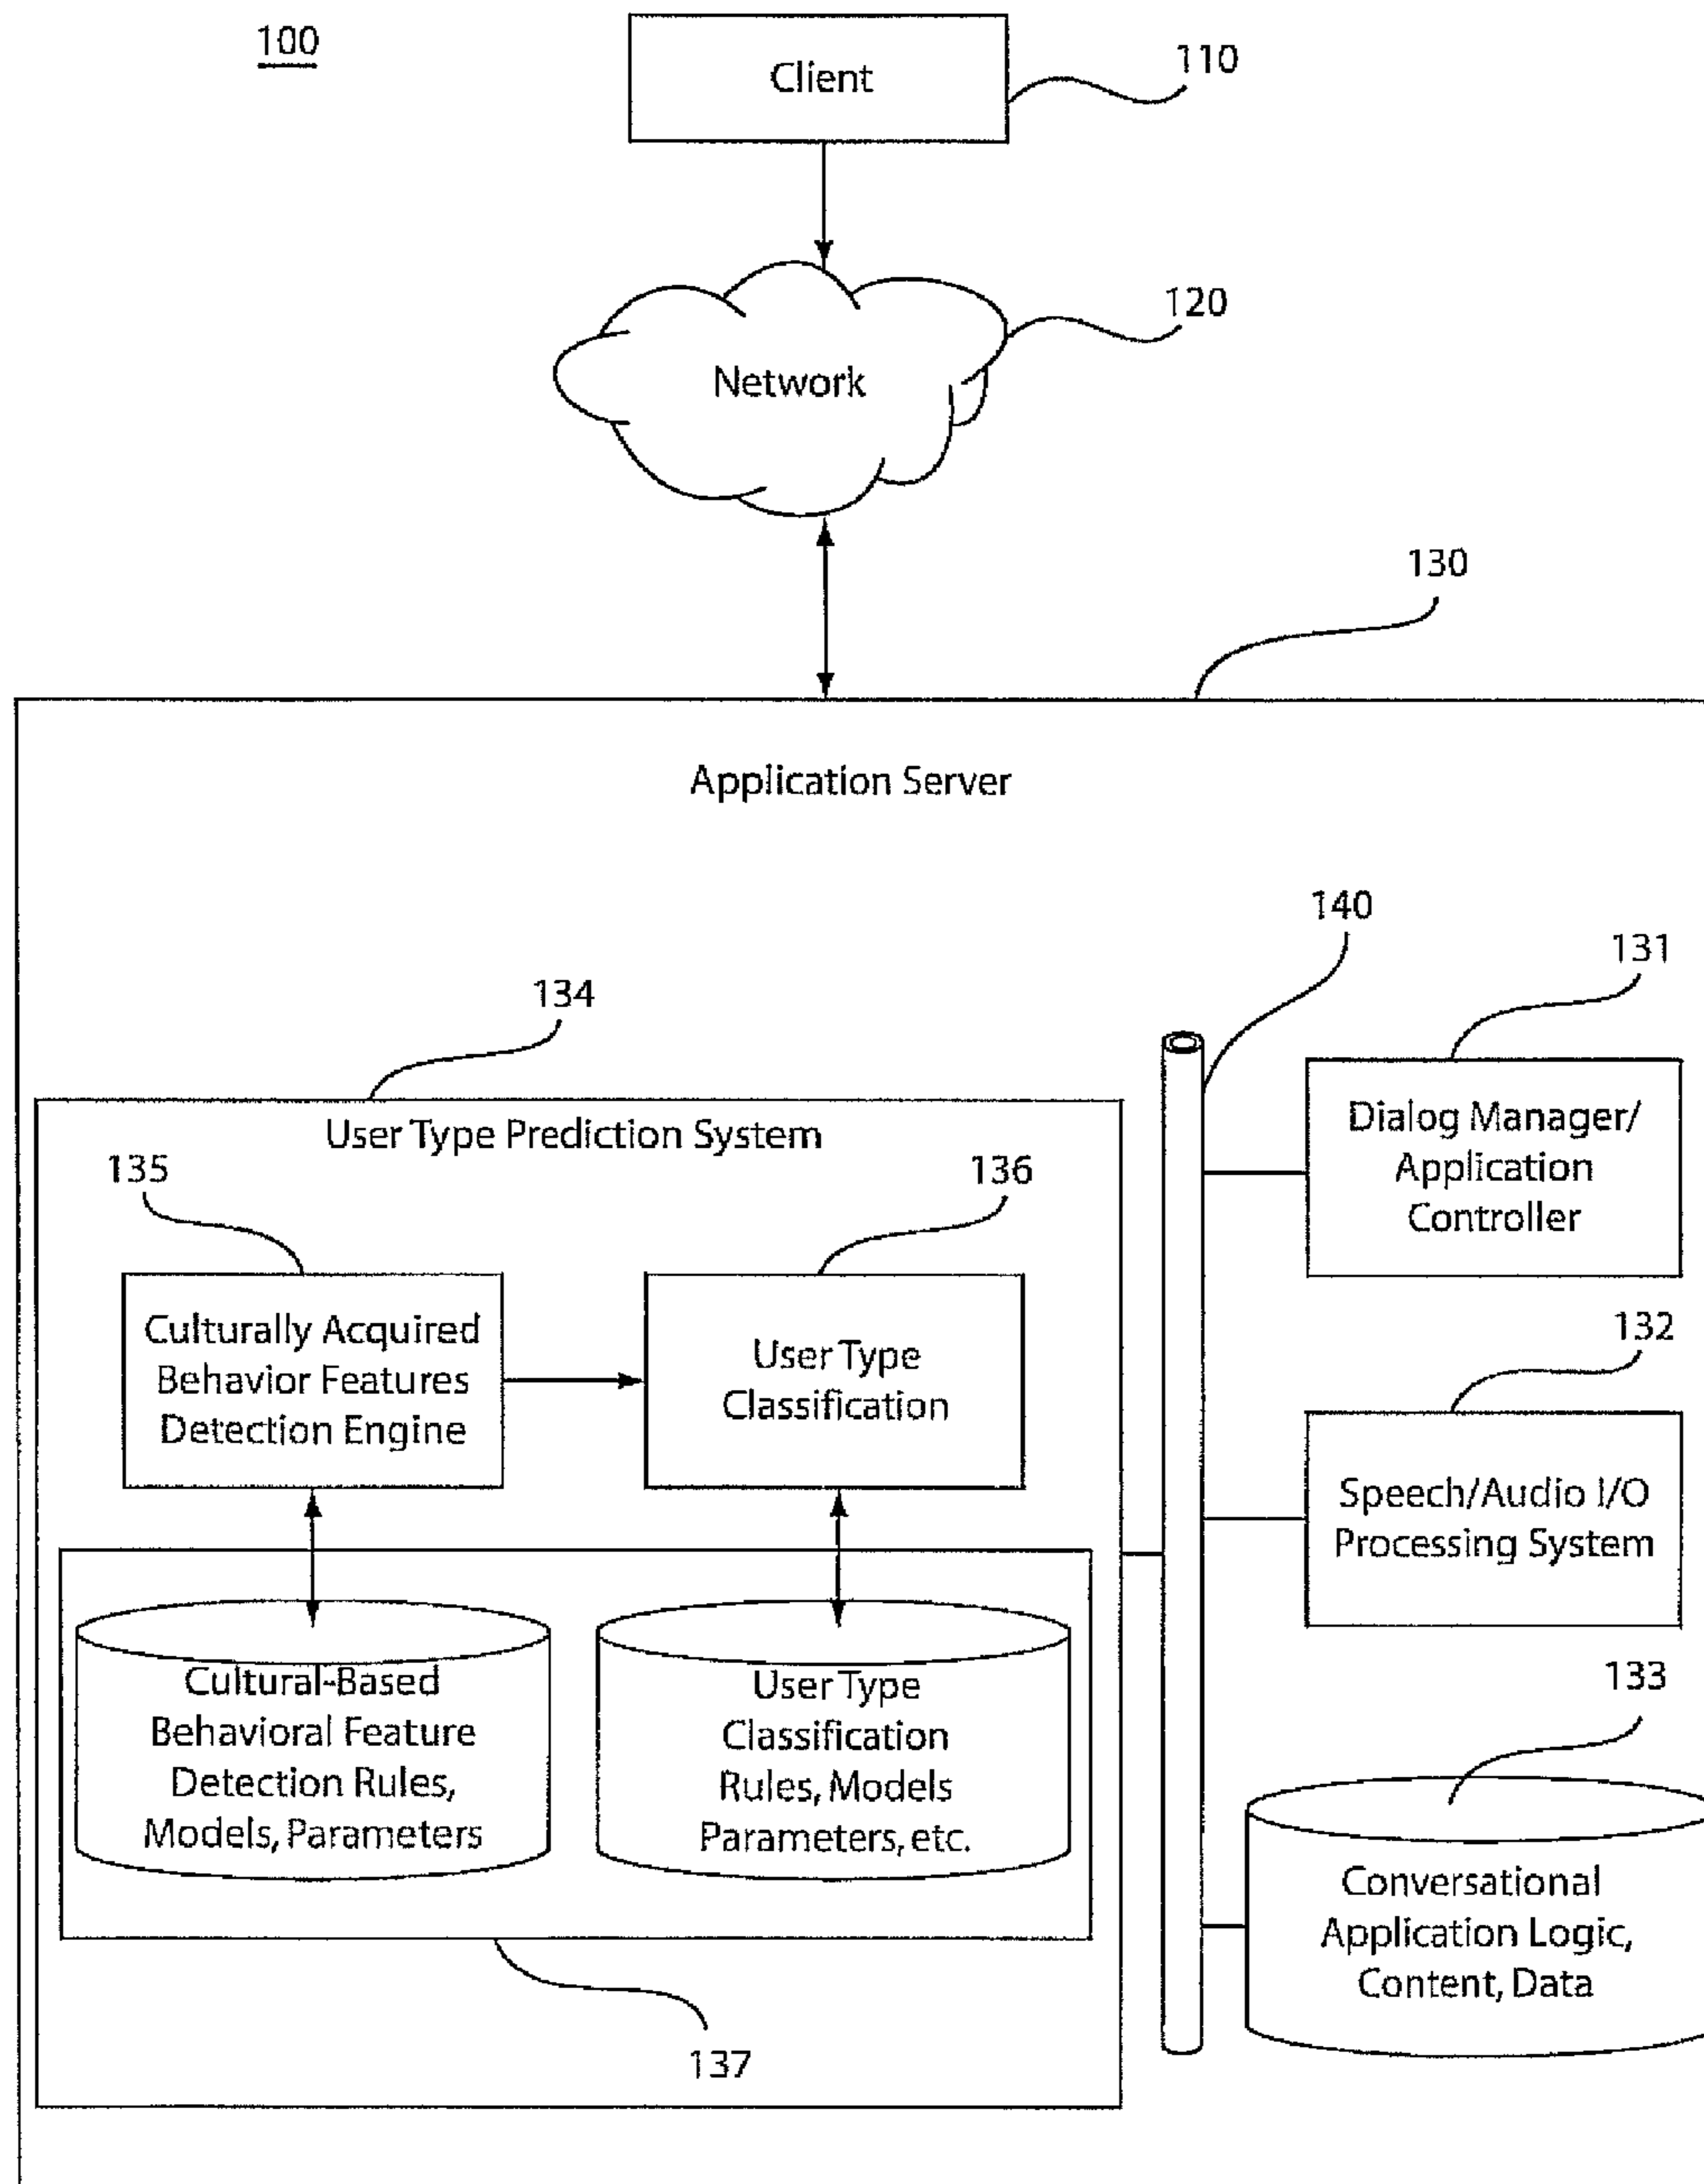 100
Client
110
120
Network
130
Application Server
140
131
134
Dialog Manager/
Application
Controller
User Type Prediction System
135
136
Culturally Acquired
Behavior Features
Detection Engine
User Type
Classification
132
Speech/Audio I/O
Processing System
133
Cultural-Based
Behavioral Feature
Detection Rules,
Models, Parameters
User Type
Classification
Rules, Models
Parameters, etc.
Conversational
Application Logic,
Content, Data
137